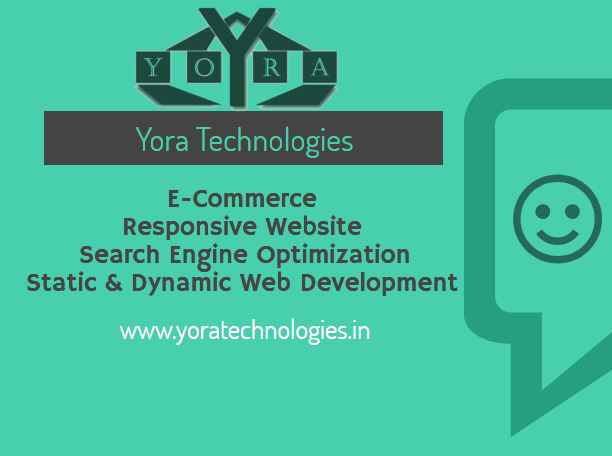 Y O R A
Yora Technologies
E-Commerce
Responsive Website
Search Engine Optimization
Static & Dynamic Web Development
www.yoratechnologies.in